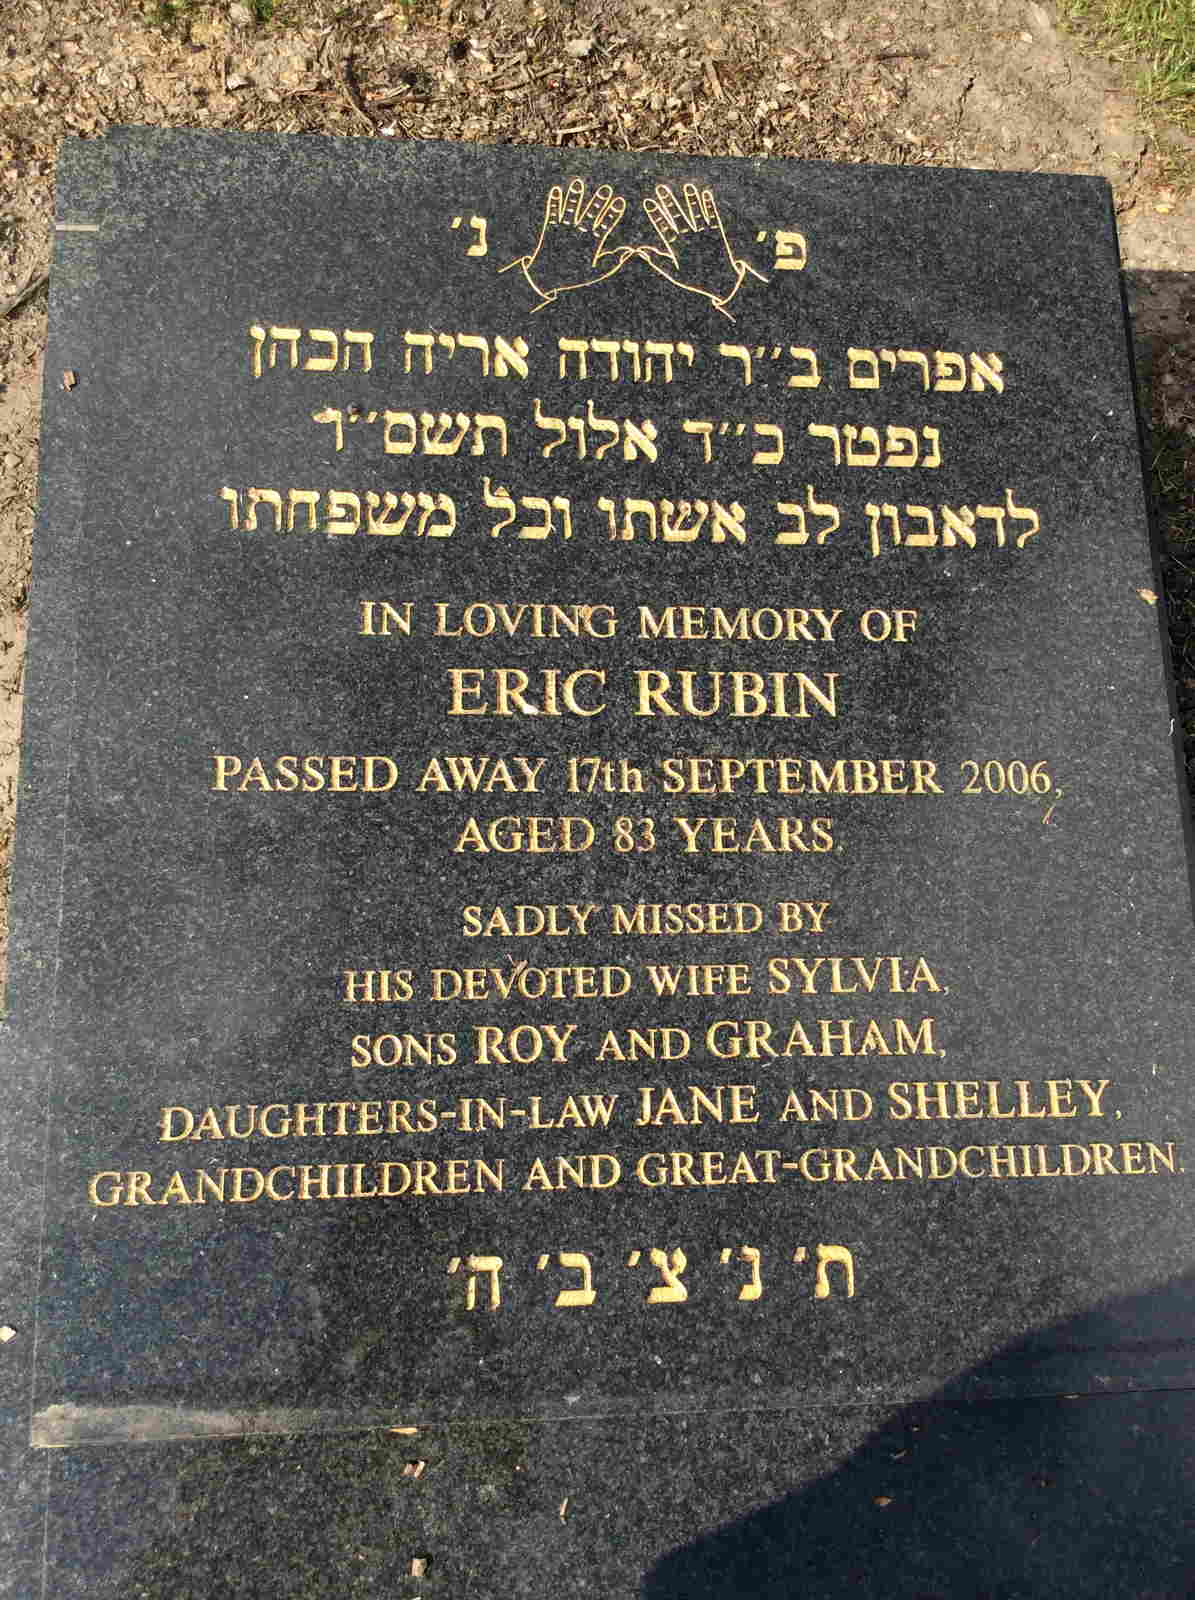 פ׳ נ׳
אפרים ב״ר יהודה אריה הכהן
נפטר כ״ד אלול תשס״ו
לדאבון לב אשתו וכל משפחתו
IN LOVING MEMORY OF
ERIC RUBIN
PASSED AWAY 17th SEPTEMBER 2006,
AGED 83 YEARS.
SADLY MISSED BY
HIS DEVOTED WIFE SYLVIA,
SONS ROY AND GRAHAM,
DAUGHTERS-IN-LAW JANE AND SHELLEY,
GRANDCHILDREN AND GREAT-GRANDCHILDREN.
ת׳ נ׳ צ׳ ב׳ ה׳